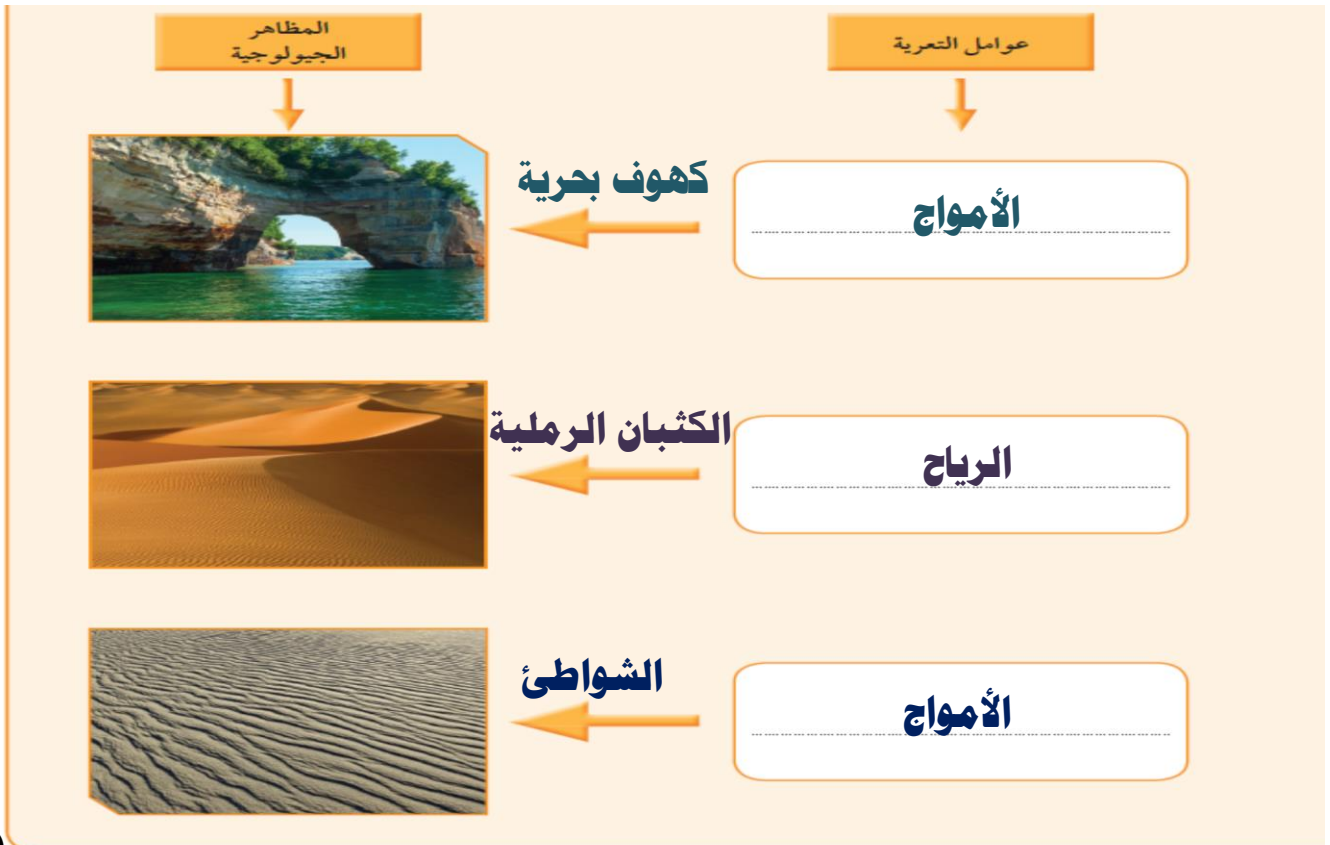 عوامل التعرية
المظاهر
الجيولوجية
الأمواج
كهوف بحرية
الرياح
الكثبان الرملية
الأمواج
الشواطئ